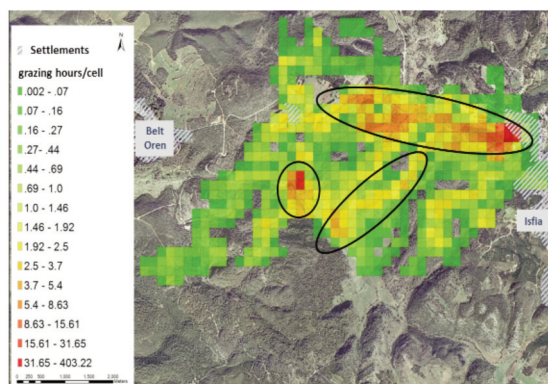 N
Settlements
grazing hours/cell
.002 - .07
.07 - .16
.16 - .27
.27 - .44
.44 - .69
.69 - 1.0
1.0 - 1.46
1.46 - 1.92
1.92 - 2.5
2.5 - 3.7
3.7 - 5.4
5.4 - 8.63
8.63 - 15.61
15.61 - 31.65
31.65 - 403.22
Beit
Oren
Isfia